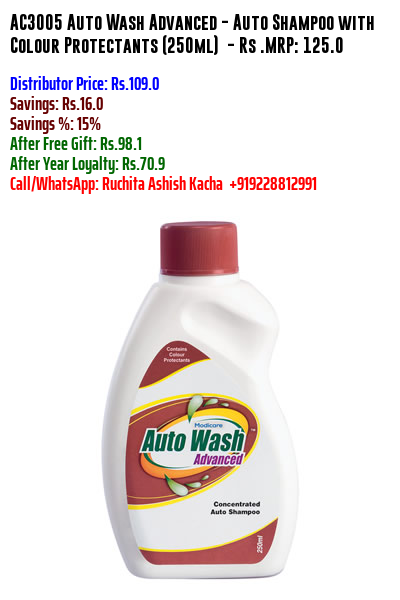 AC3005 Auto Wash Advanced - Auto Shampoo with
Colour Protectants (250ml) - Rs .MRP: 125.0
Distributor Price: Rs.109.0
Savings: Rs.16.0
Savings %: 15%
After Free Gift: Rs.98.1
After Year Loyalty: Rs.70.9
Call/WhatsApp: Ruchita Ashish Kacha +919228812991
Contains
Colour
Protectants
Modicare
Auto Wash
Advanced
Concentrated
Auto Shampoo
250ml